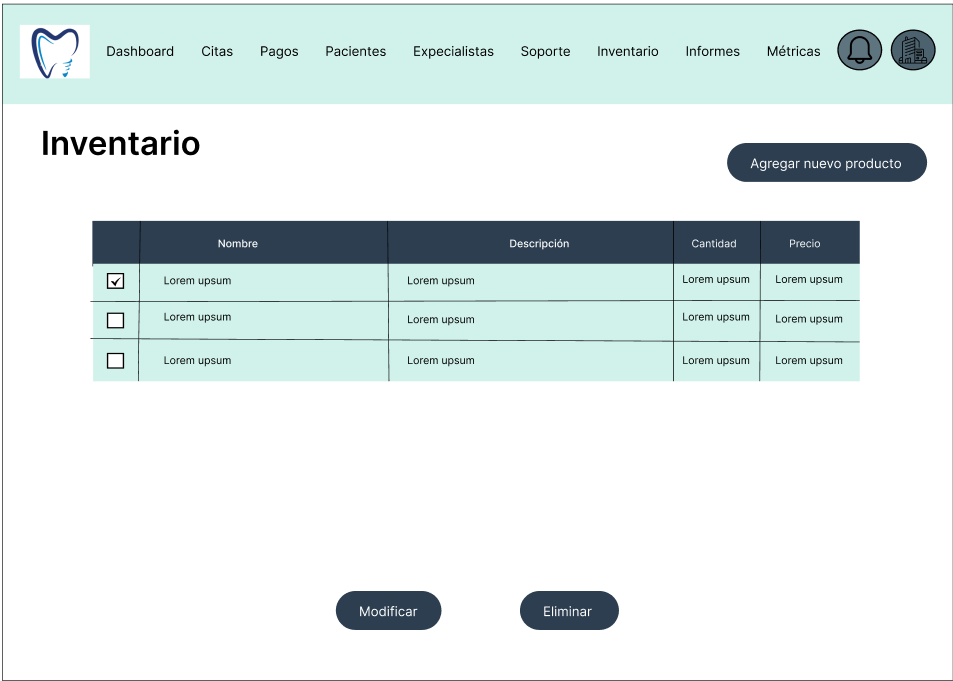 Dashboard Citas Pagos Pacientes Expecialistas Soporte Inventario Informes Métricas
Inventario
Agregar nuevo producto
Nombre Descripción Cantidad Precio
Lorem upsum Lorem upsum Lorem upsum Lorem upsum
Lorem upsum Lorem upsum Lorem upsum Lorem upsum
Lorem upsum Lorem upsum Lorem upsum Lorem upsum
Modificar Eliminar